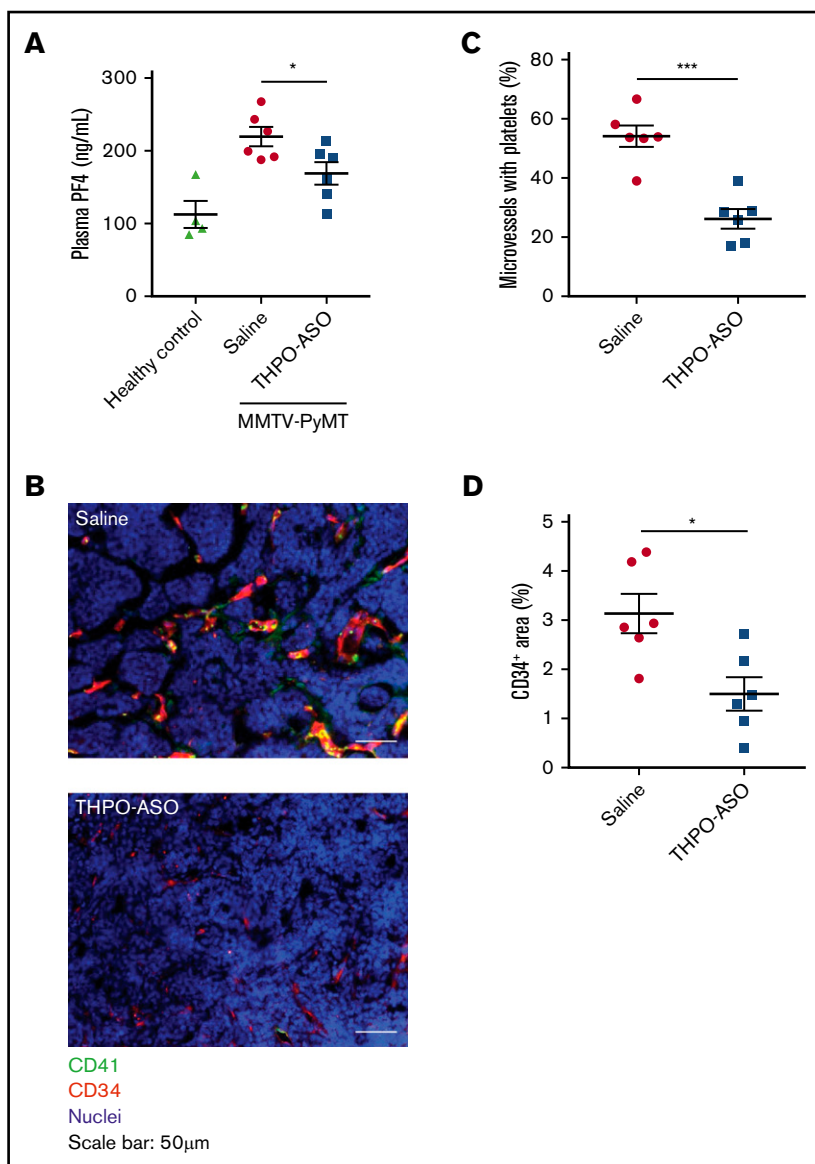 A
Plasma PF4 (ng/mL)
300
200
100
0
*
Healthy control
Saline
THPO-ASO
MMTV-PyMT
B
Saline
THPO-ASO
CD41
CD34
Nuclei
Scale bar: 50μm
C
Microvessels with platelets (%)
80
60
40
20
0
***
Saline
THPO-ASO
D
CD34+ area (%)
5
4
3
2
1
0
*
Saline
THPO-ASO